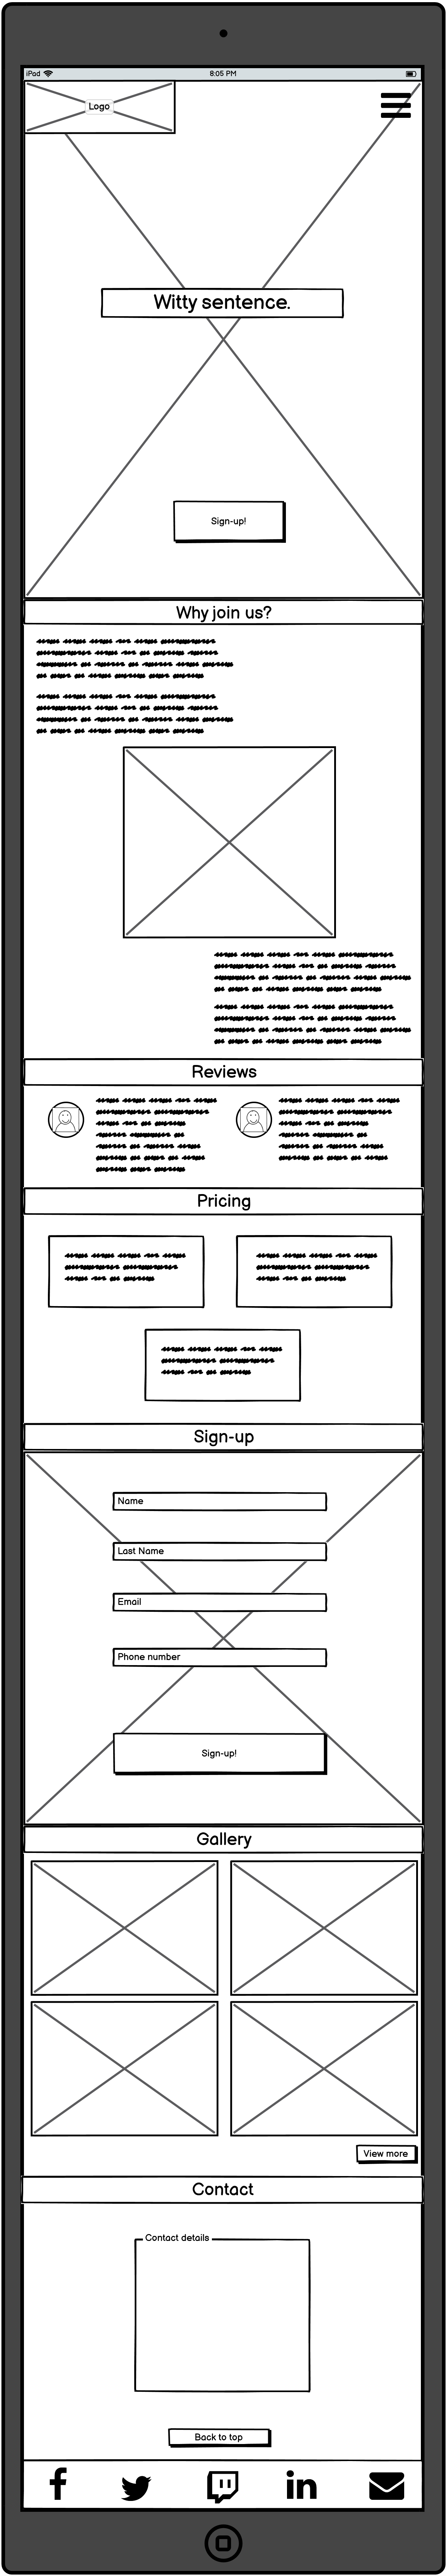 iPad 8:05 PM
Logo
Witty sentence.
Sign-up!
Why join us?
Reviews
Pricing
Sign-up
Name
Last Name
Email
Phone number
Sign-up!
Gallery
View more
Contact
Contact details
Back to top